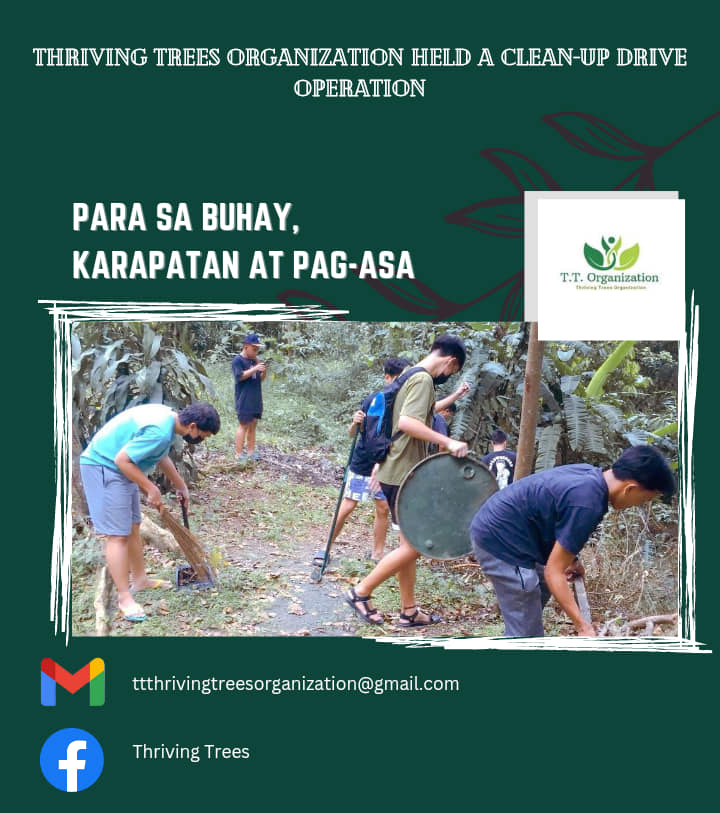 THRIVING TREES ORGANIZATION HELD A CLEAN-UP DRIVE
OPERATION
PARA SA BUHAY,
KARAPATAN AT PAG-ASA
T.T. Organization
Thriving Trees Organization
ttthrivingtreesorganization@gmail.com
Thriving Trees